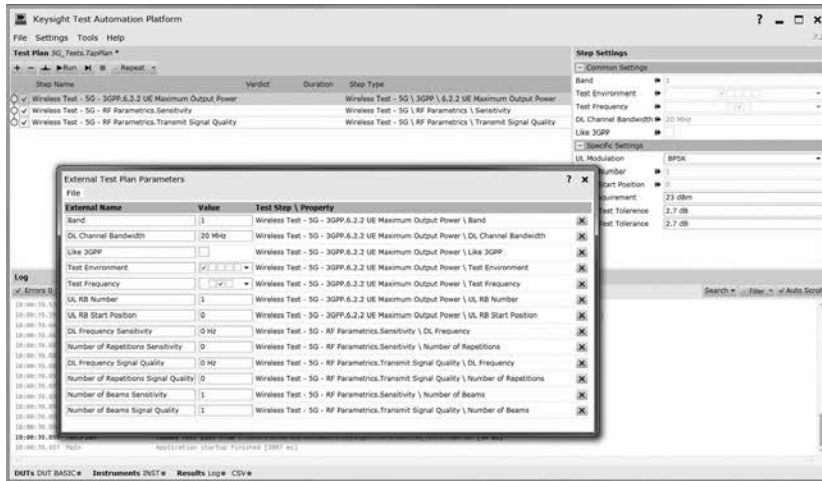 Keysight Test Automation Platform
? – □ ×
File Settings Tools Help
Test Plan 5G_Tests.TapPlan *
Step Settings
+ − Run Repeat
Common Settings
Step Name Verdict Duration Step Type
Band 1
Wireless Test - 5G - 3GPP.6.2.2 UE Maximum Output Power Wireless Test - 5G \ 3GPP \ 6.2.2 UE Maximum Output Power
Test Environment
Wireless Test - 5G - RF Parametrics.Sensitivity Wireless Test - 5G \ RF Parametrics \ Sensitivity
Test Frequency
Wireless Test - 5G - RF Parametrics.Transmit Signal Quality Wireless Test - 5G \ RF Parametrics \ Transmit Signal Quality
DL Channel Bandwidth 20 MHz
Like 3GPP
Specific Settings
UL Modulation BPSK
Number 1
Start Position 0
23 dBm
Test Tolerence 2.7 dB
Test Tolerence 2.7 dB
External Test Plan Parameters
? ×
File
External Name Value Test Step \ Property
Band 1 Wireless Test - 5G - 3GPP.6.2.2 UE Maximum Output Power \ Band
DL Channel Bandwidth 20 MHz Wireless Test - 5G - 3GPP.6.2.2 UE Maximum Output Power \ DL Channel Bandwidth
Like 3GPP Wireless Test - 5G - 3GPP.6.2.2 UE Maximum Output Power \ Like 3GPP
Test Environment Wireless Test - 5G - 3GPP.6.2.2 UE Maximum Output Power \ Test Environment
Test Frequency Wireless Test - 5G - 3GPP.6.2.2 UE Maximum Output Power \ Test Frequency
UL RB Number 1 Wireless Test - 5G - 3GPP.6.2.2 UE Maximum Output Power \ UL RB Number
UL RB Start Position 0 Wireless Test - 5G - 3GPP.6.2.2 UE Maximum Output Power \ UL RB Start Position
DL Frequency Sensitivity 0 Hz Wireless Test - 5G - RF Parametrics.Sensitivity \ DL Frequency
Number of Repetitions Sensitivity 0 Wireless Test - 5G - RF Parametrics.Sensitivity \ Number of Repetitions
DL Frequency Signal Quality 0 Hz Wireless Test - 5G - RF Parametrics.Transmit Signal Quality \ DL Frequency
Number of Repetitions Signal Quality 0 Wireless Test - 5G - RF Parametrics.Transmit Signal Quality \ Number of Repetitions
Number of Beams Sensitivity 1 Wireless Test - 5G - RF Parametrics.Sensitivity \ Number of Beams
Number of Beams Signal Quality 1 Wireless Test - 5G - RF Parametrics.Transmit Signal Quality \ Number of Beams
Log
Errors 0
Search Filter Auto Scroll
Main Application startup finished
DUTs DUT BASIC Instruments INST Results Log CSV